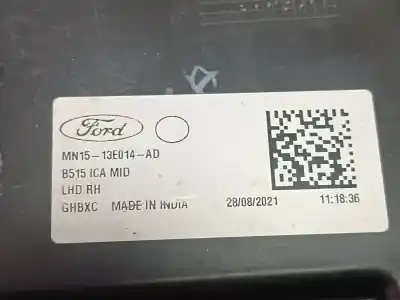 Ford
MN15-13E014-AD
B515 ICA MID
LHD RH
GHBXC MADE IN INDIA 28/08/2021 11:18:36